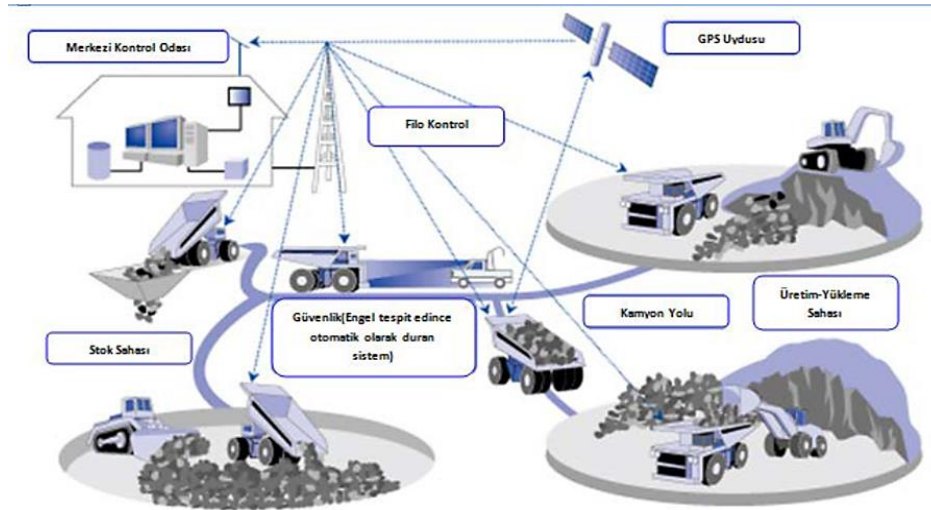 Merkezi Kontrol Odası
GPS Uydusu
Filo Kontrol
Güvenlik(Engel tespit edince
otomatik olarak duran
sistem)
Kamyon Yolu
Üretim-Yükleme
Sahası
Stok Sahası